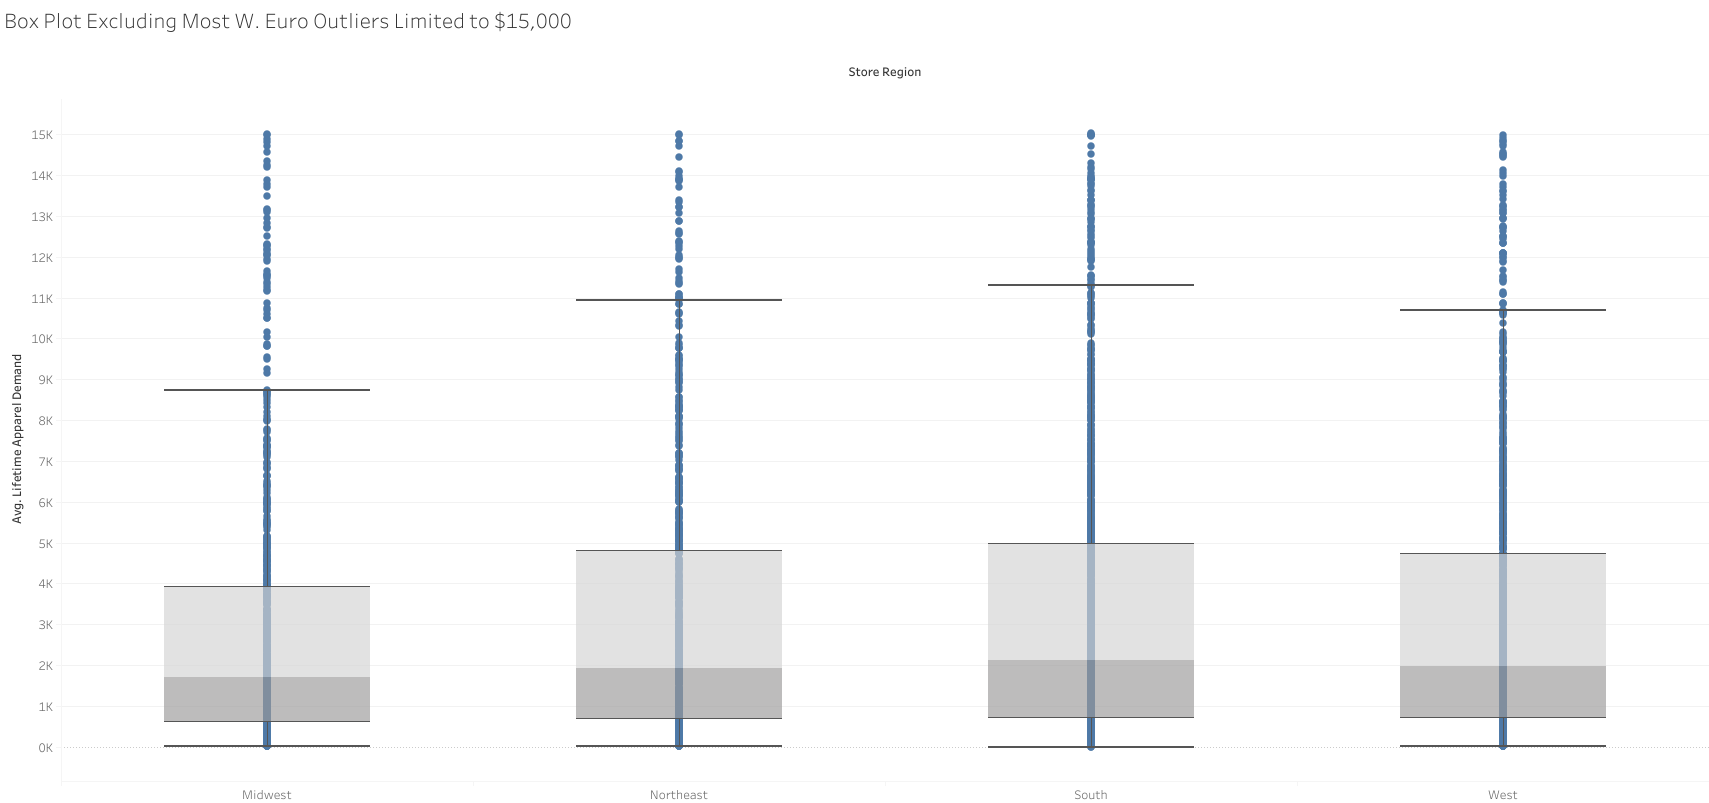 Box Plot Excluding Most W. Euro Outliers Limited to $15,000
Store Region
Avg. Lifetime Apparel Demand
15K
14K
13K
12K
11K
10K
9K
8K
7K
6K
5K
4K
3K
2K
1K
0K
Midwest
Northeast
South
West